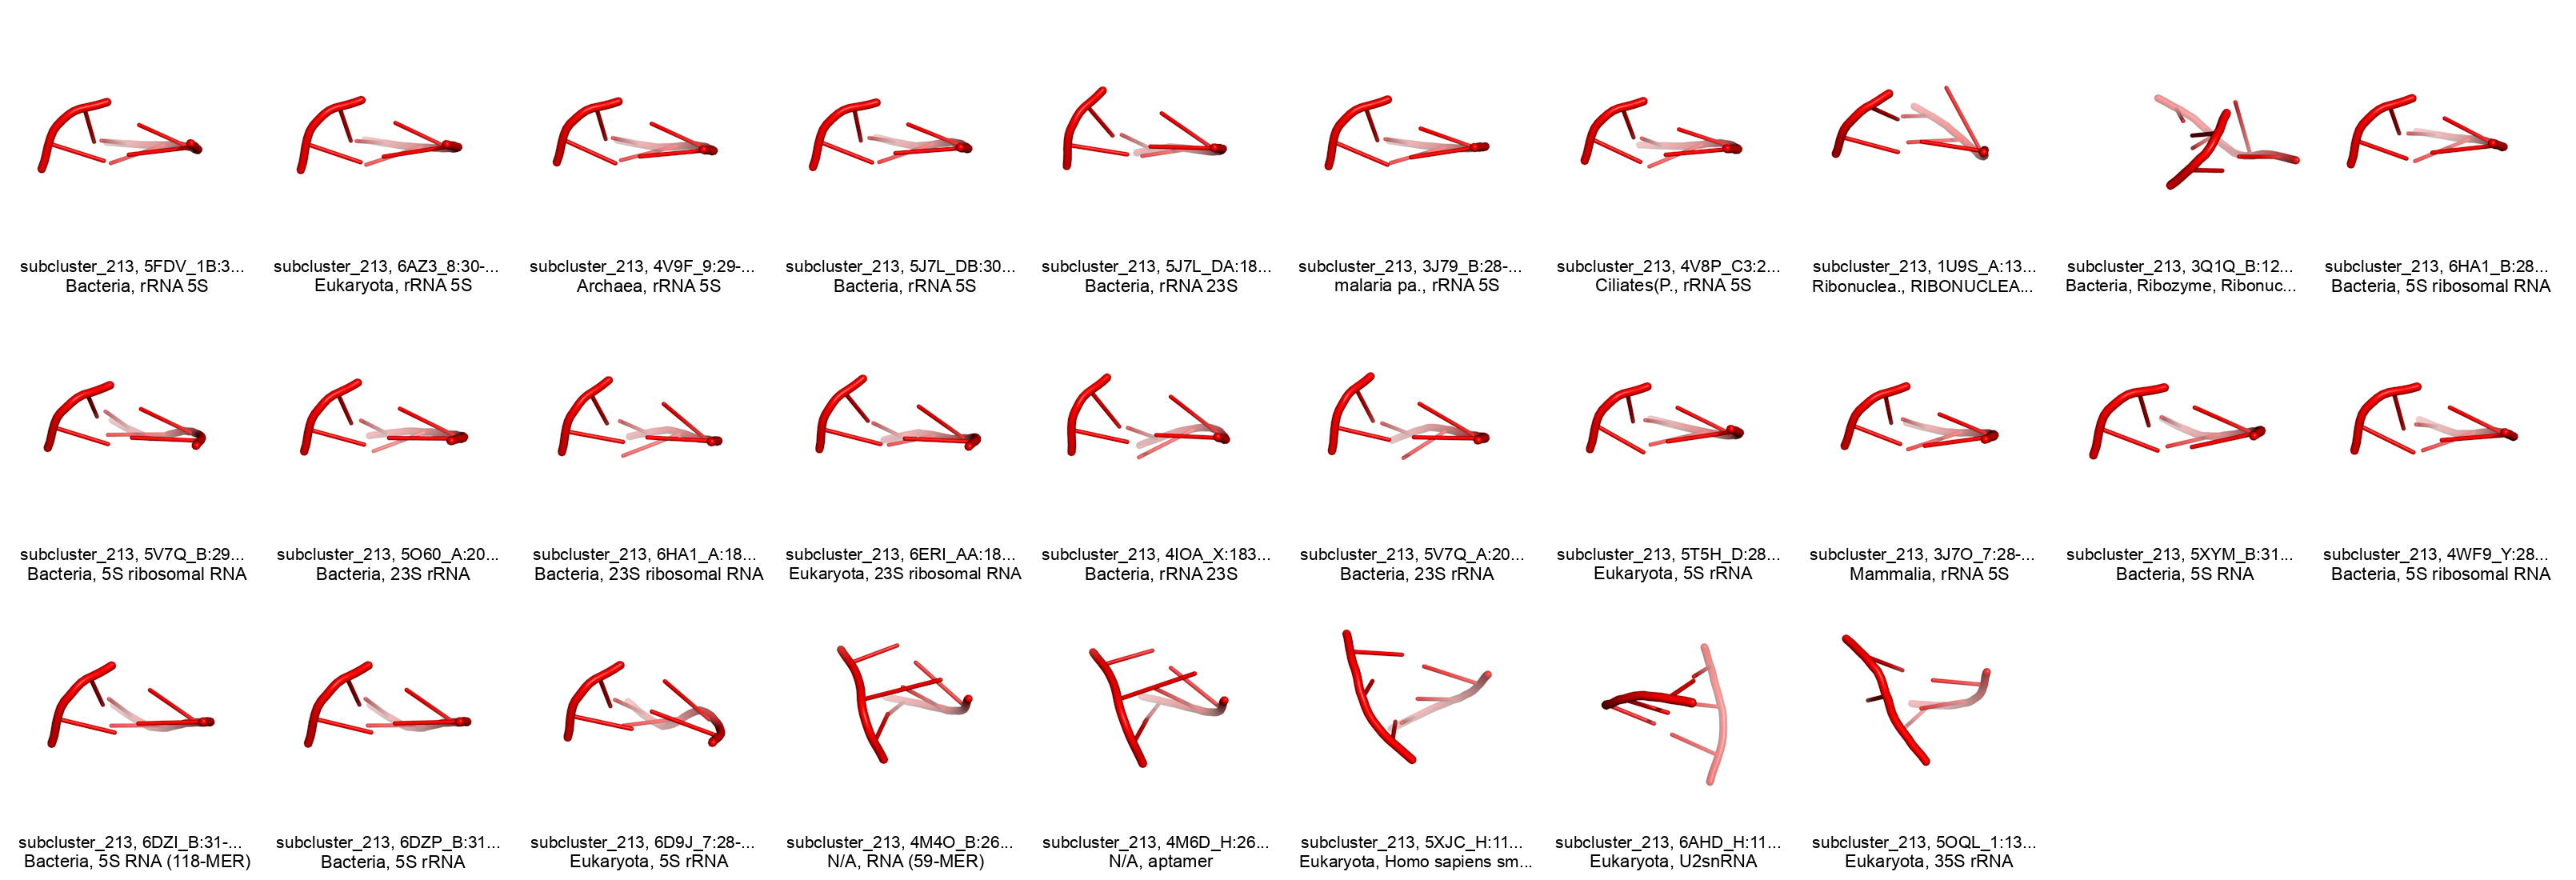 subcluster_213, 5FDV_1B:3...
Bacteria, rRNA 5S
subcluster_213, 6AZ3_8:30-...
Eukaryota, rRNA 5S
subcluster_213, 4V9F_9:29-...
Archaea, rRNA 5S
subcluster_213, 5J7L_DB:30...
Bacteria, rRNA 5S
subcluster_213, 5J7L_DA:18...
Bacteria, rRNA 23S
subcluster_213, 3J79_B:28-...
malaria pa., rRNA 5S
subcluster_213, 4V8P_C3:2...
Ciliates(P., rRNA 5S
subcluster_213, 1U9S_A:13...
Ribonuclea., RIBONUCLEA...
subcluster_213, 3Q1Q_B:12...
Bacteria, Ribozyme, Ribonuc...
subcluster_213, 6HA1_B:28...
Bacteria, 5S ribosomal RNA
subcluster_213, 5V7Q_B:29...
Bacteria, 5S ribosomal RNA
subcluster_213, 5O60_A:20...
Bacteria, 23S rRNA
subcluster_213, 6HA1_A:18...
Bacteria, 23S ribosomal RNA
subcluster_213, 6ERI_AA:18...
Eukaryota, 23S ribosomal RNA
subcluster_213, 4IOA_X:183...
Bacteria, rRNA 23S
subcluster_213, 5V7Q_A:20...
Bacteria, 23S rRNA
subcluster_213, 5T5H_D:28...
Eukaryota, 5S rRNA
subcluster_213, 3J7O_7:28-...
Mammalia, rRNA 5S
subcluster_213, 5XYM_B:31...
Bacteria, 5S RNA
subcluster_213, 4WF9_Y:28...
Bacteria, 5S ribosomal RNA
subcluster_213, 6DZI_B:31-...
Bacteria, 5S RNA (118-MER)
subcluster_213, 6DZP_B:31...
Bacteria, 5S rRNA
subcluster_213, 6D9J_7:28-...
Eukaryota, 5S rRNA
subcluster_213, 4M4O_B:26...
N/A, RNA (59-MER)
subcluster_213, 4M6D_H:26...
N/A, aptamer
subcluster_213, 5XJC_H:11...
Eukaryota, Homo sapiens sm...
subcluster_213, 6AHD_H:11...
Eukaryota, U2snRNA
subcluster_213, 5OQL_1:13...
Eukaryota, 35S rRNA